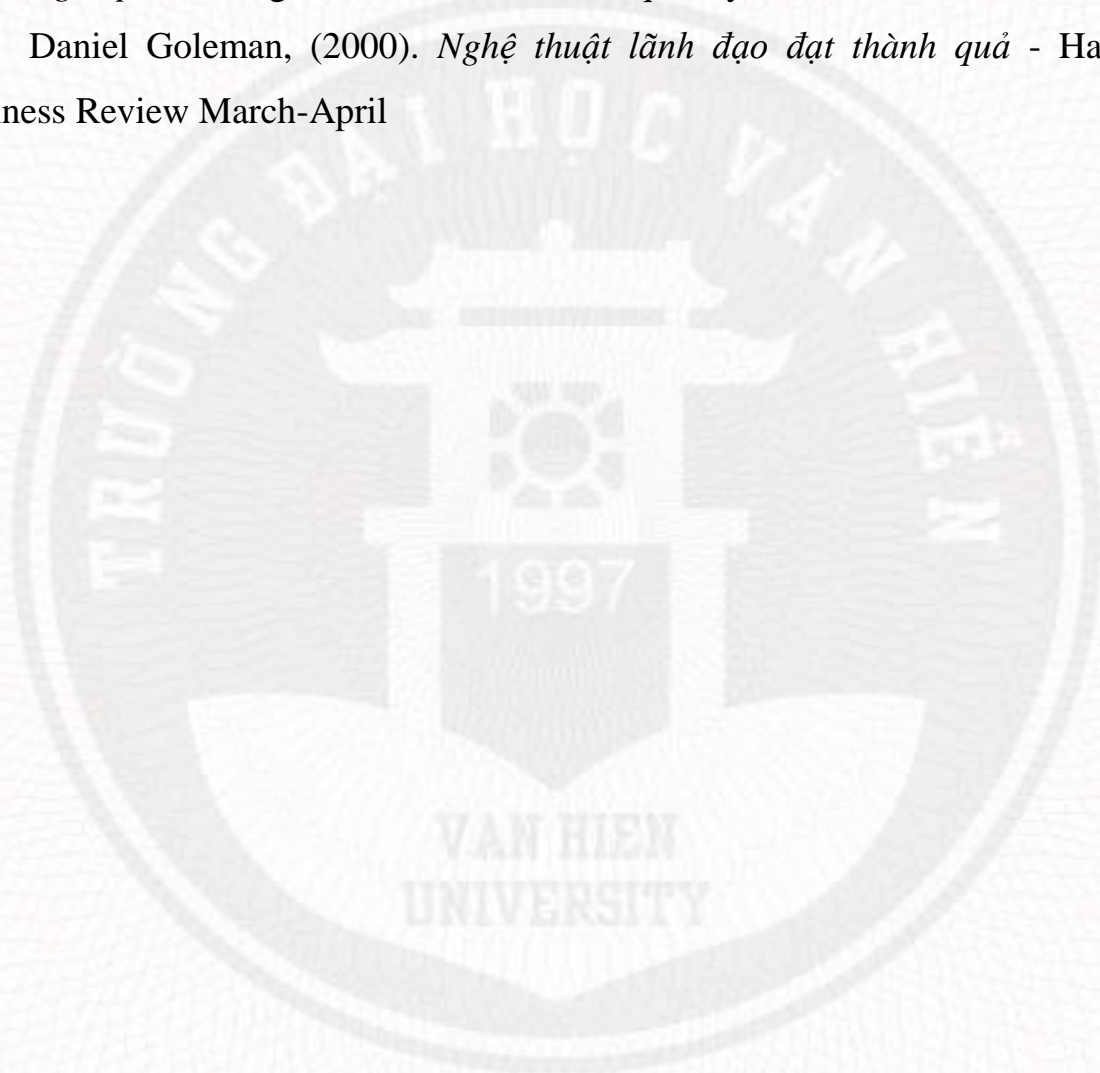 Daniel Goleman, (2000). Nghệ thuật lãnh đạo đạt thành quả - Ha
ness Review March-April
TRƯỜNG ĐẠI HỌC VĂN HIẾN
1997
VAN HIEN
UNIVERSITY